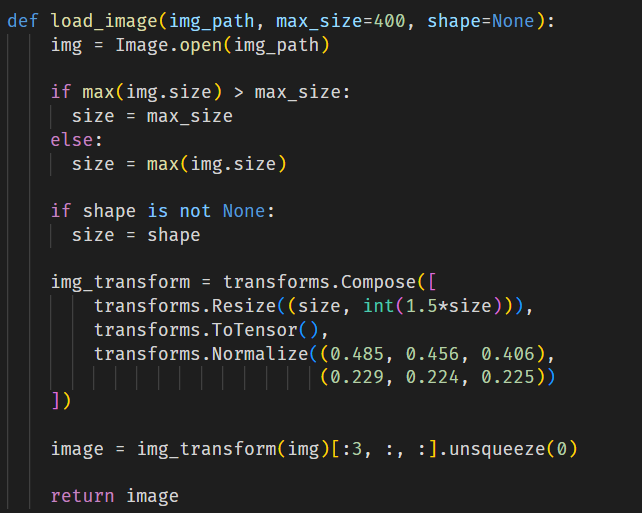 def load_image(img_path, max_size=400, shape=None):
    img = Image.open(img_path)

    if max(img.size) > max_size:
      size = max_size
    else:
      size = max(img.size)

    if shape is not None:
      size = shape

    img_transform = transforms.Compose([
        transforms.Resize((size, int(1.5*size))),
        transforms.ToTensor(),
        transforms.Normalize((0.485, 0.456, 0.406),
                             (0.229, 0.224, 0.225))
    ])

    image = img_transform(img)[:3, :, :].unsqueeze(0)

    return image